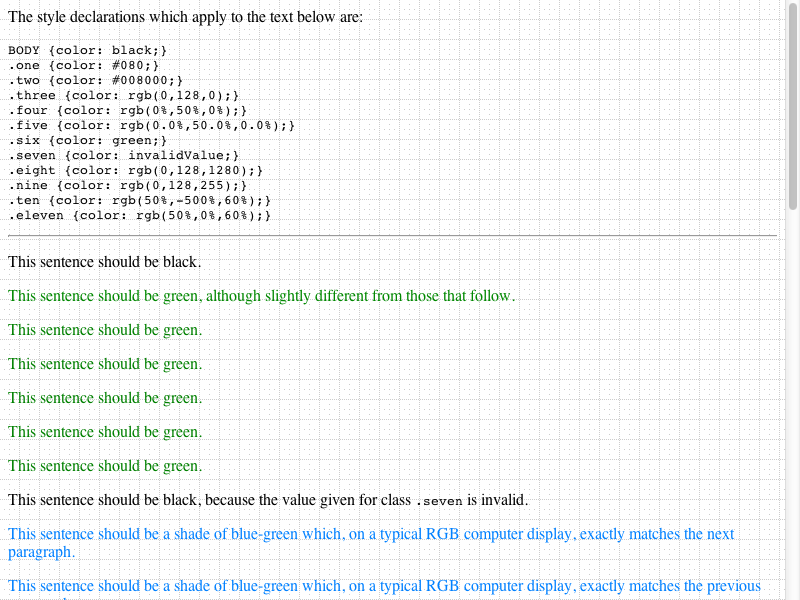 The style declarations which apply to the text below are:
BODY {color: black;}
.one {color: #080;}
.two {color: #008000;}
.three {color: rgb(0,128,0);}
.four {color: rgb(0%,50%,0%);}
.five {color: rgb(0.0%,50.0%,0.0%);}
.six {color: green;}
.seven {color: invalidValue;}
.eight {color: rgb(0,128,1280);}
.nine {color: rgb(0,128,255);}
.ten {color: rgb(50%,-500%,60%);}
.eleven {color: rgb(50%,0%,60%);}
This sentence should be black.
This sentence should be green, although slightly different from those that follow.
This sentence should be green.
This sentence should be green.
This sentence should be green.
This sentence should be green.
This sentence should be green.
This sentence should be black, because the value given for class .seven is invalid.
This sentence should be a shade of blue-green which, on a typical RGB computer display, exactly matches the next
paragraph.
This sentence should be a shade of blue-green which, on a typical RGB computer display, exactly matches the previous